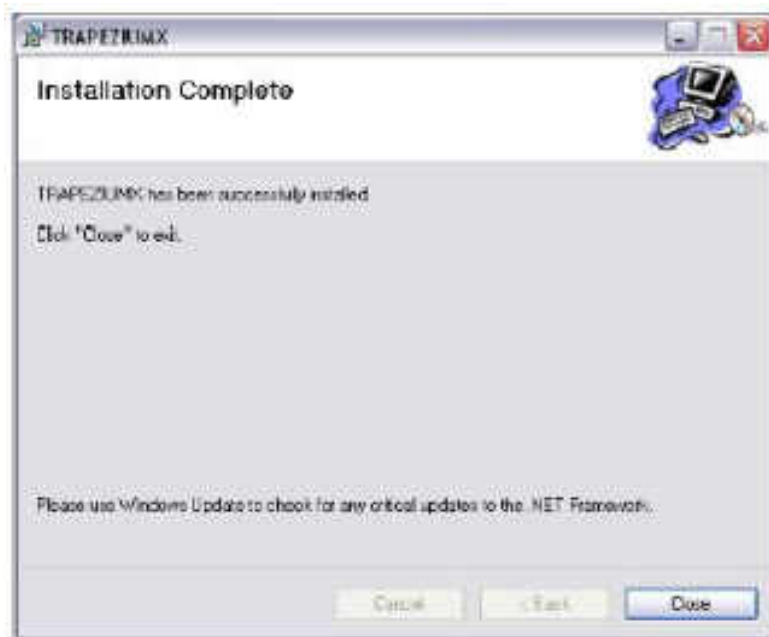 TRAPEZIUMX
Installation Complete
TRAPEZIUMX has been successfully installed.
Click "Close" to exit.
Please use Windows Update to check for any critical updates to the .NET Framework.
Cancel
< Back
Close